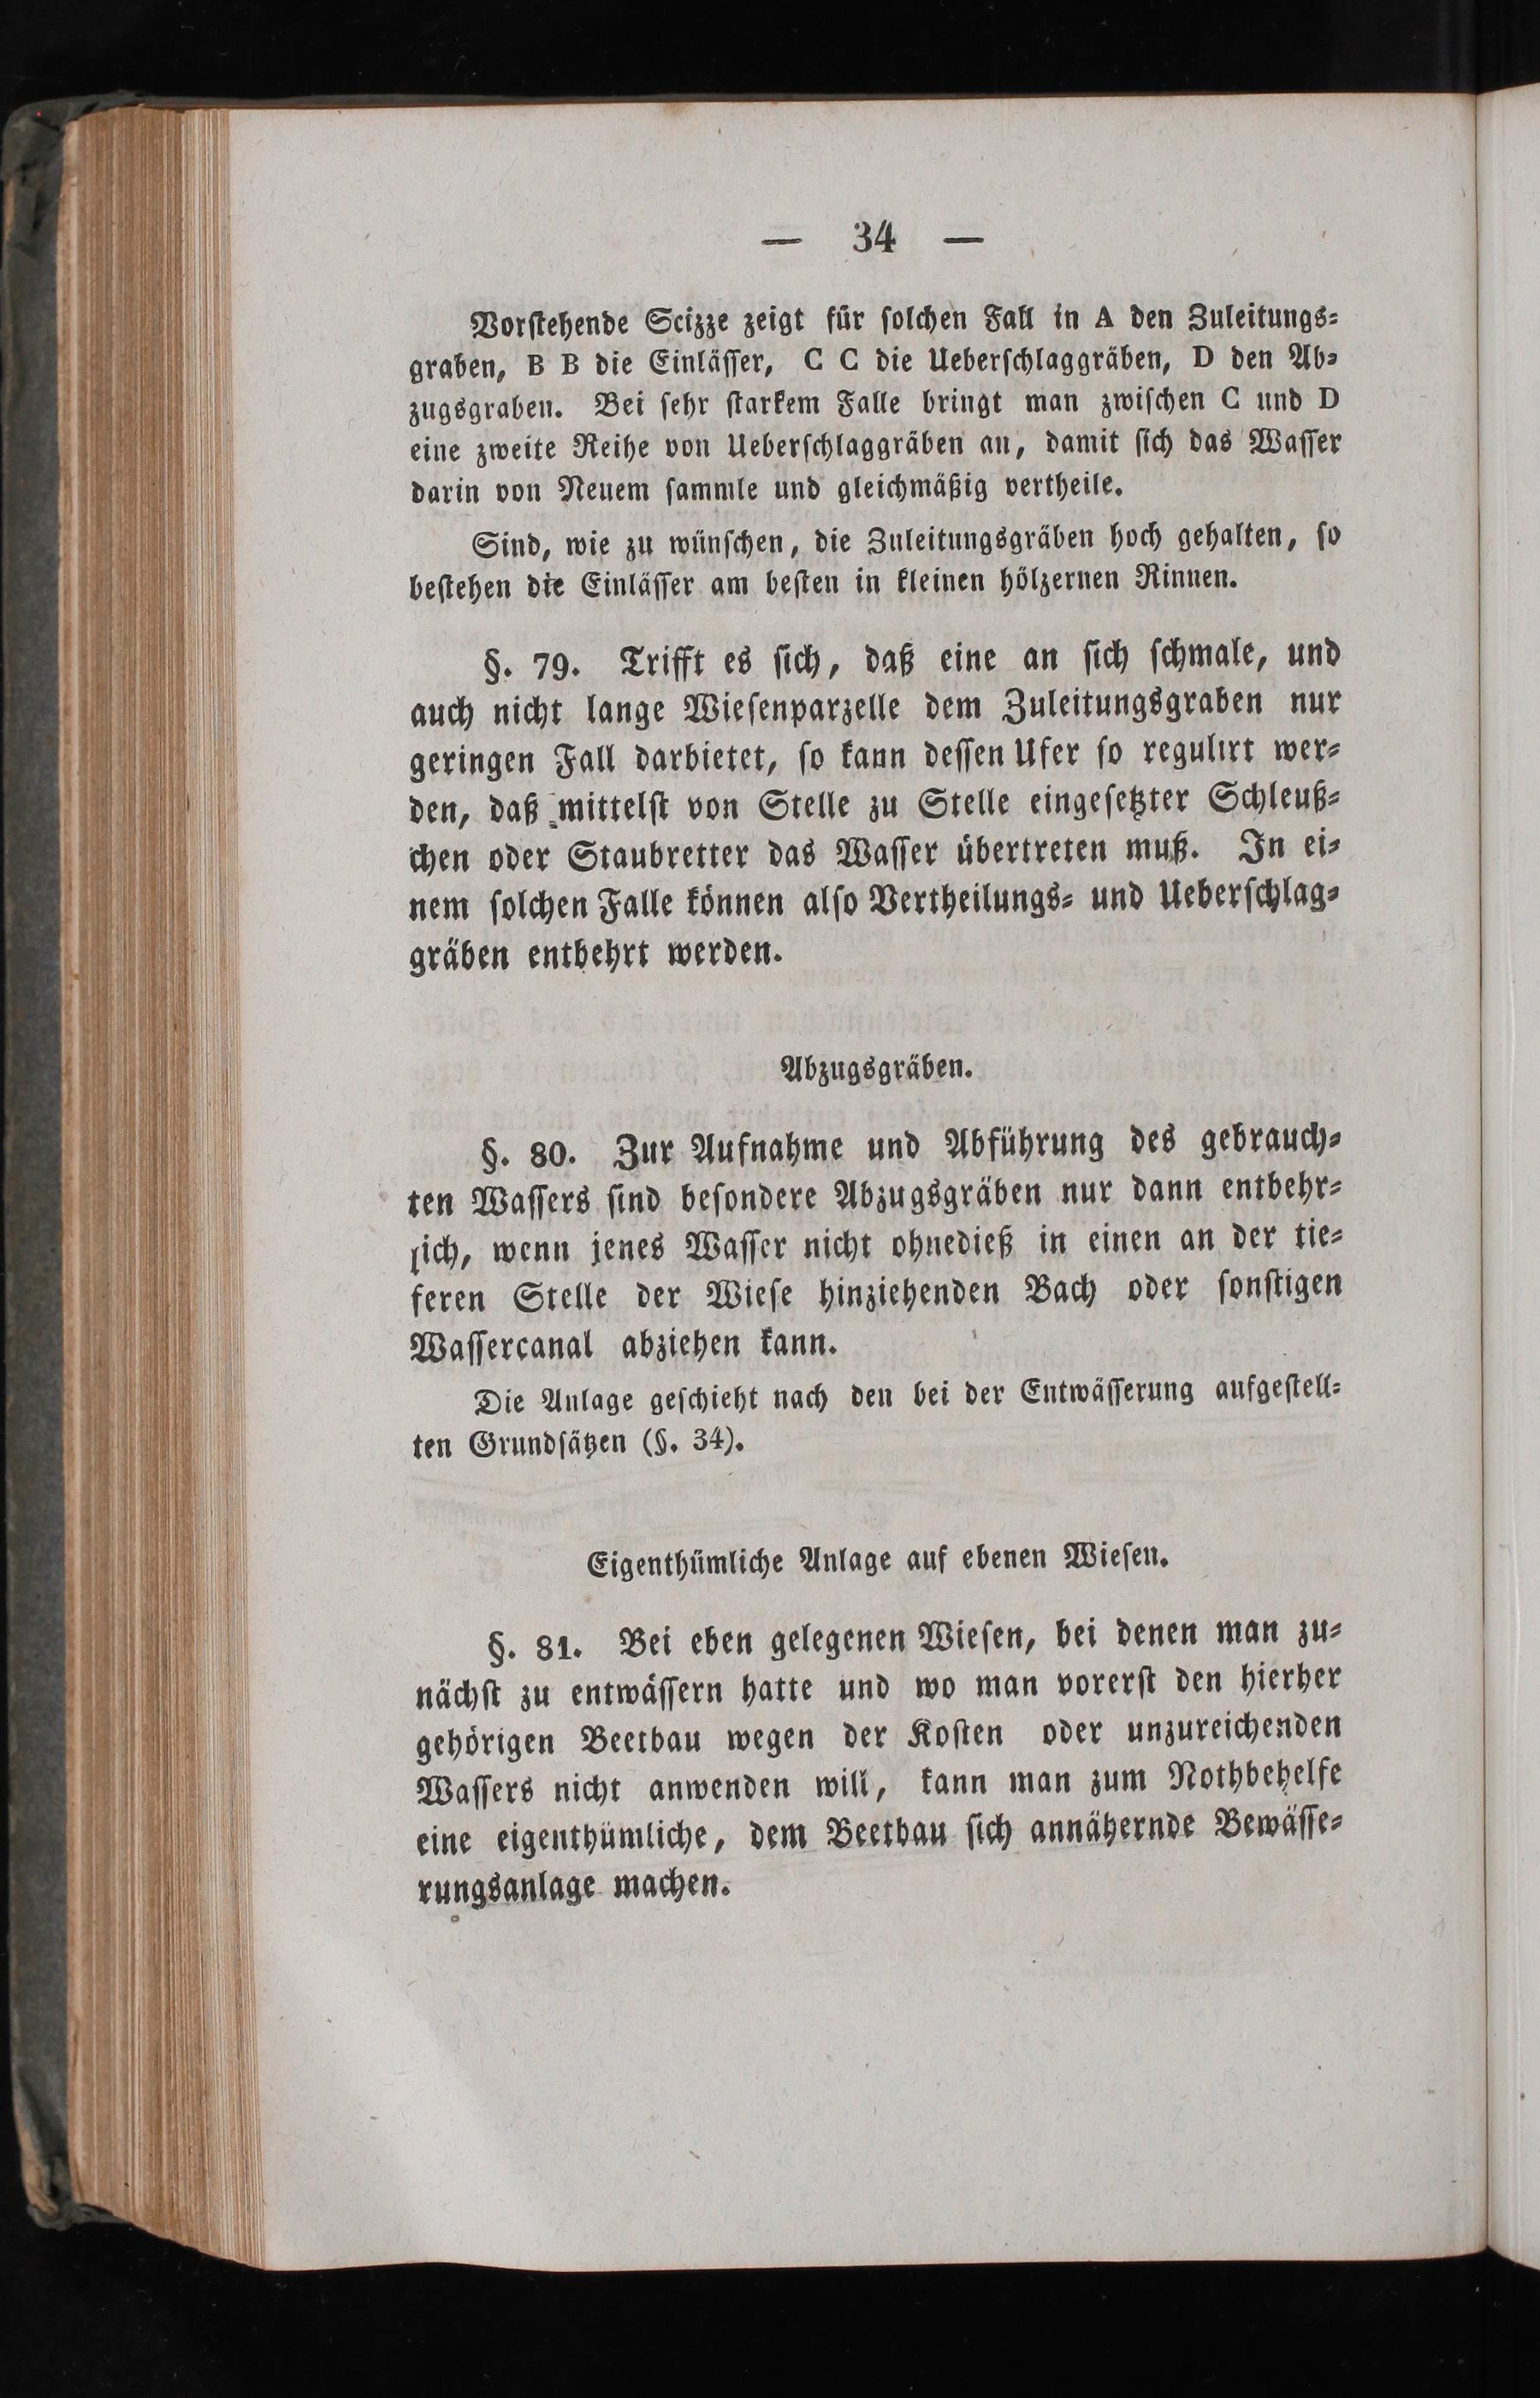 — 34 —
Vorstehende Scizze zeigt für solchen Fall in A den Zuleitungs-
graben, B B die Einlässer, C C die Ueberschlaggräben, D den Ab-
zugsgraben. Bei sehr starkem Falle bringt man zwischen C und D
eine zweite Reihe von Ueberschlaggräben an, damit sich das Wasser
darin von Neuem sammle und gleichmäßig vertheile.
Sind, wie zu wünschen, die Zuleitungsgräben hoch gehalten, so
bestehen die Einlässer am besten in kleinen hölzernen Rinnen.
§. 79. Trifft es sich, daß eine an sich schmale, und
auch nicht lange Wiesenparzelle dem Zuleitungsgraben nur
geringen Fall darbietet, so kann dessen Ufer so regulirt wer-
den, daß mittelst von Stelle zu Stelle eingesetzter Schleuß-
chen oder Staubretter das Wasser übertreten muß. In ei-
nem solchen Falle können also Vertheilungs- und Ueberschlag-
gräben entbehrt werden.
Abzugsgräben.
§. 80. Zur Aufnahme und Abführung des gebrauch-
ten Wassers sind besondere Abzugsgräben nur dann entbehr-
lich, wenn jenes Wasser nicht ohnedieß in einen an der tie-
feren Stelle der Wiese hinziehenden Bach oder sonstigen
Wassercanal abziehen kann.
Die Anlage geschieht nach den bei der Entwässerung aufgestell-
ten Grundsätzen (§. 34).
Eigenthümliche Anlage auf ebenen Wiesen.
§. 81. Bei eben gelegenen Wiesen, bei denen man zu-
nächst zu entwässern hatte und wo man vorerst den hierher
gehörigen Beetbau wegen der Kosten oder unzureichenden
Wassers nicht anwenden will, kann man zum Nothbehelfe
eine eigenthümliche, dem Beetbau sich annähernde Bewässe-
rungsanlage machen.